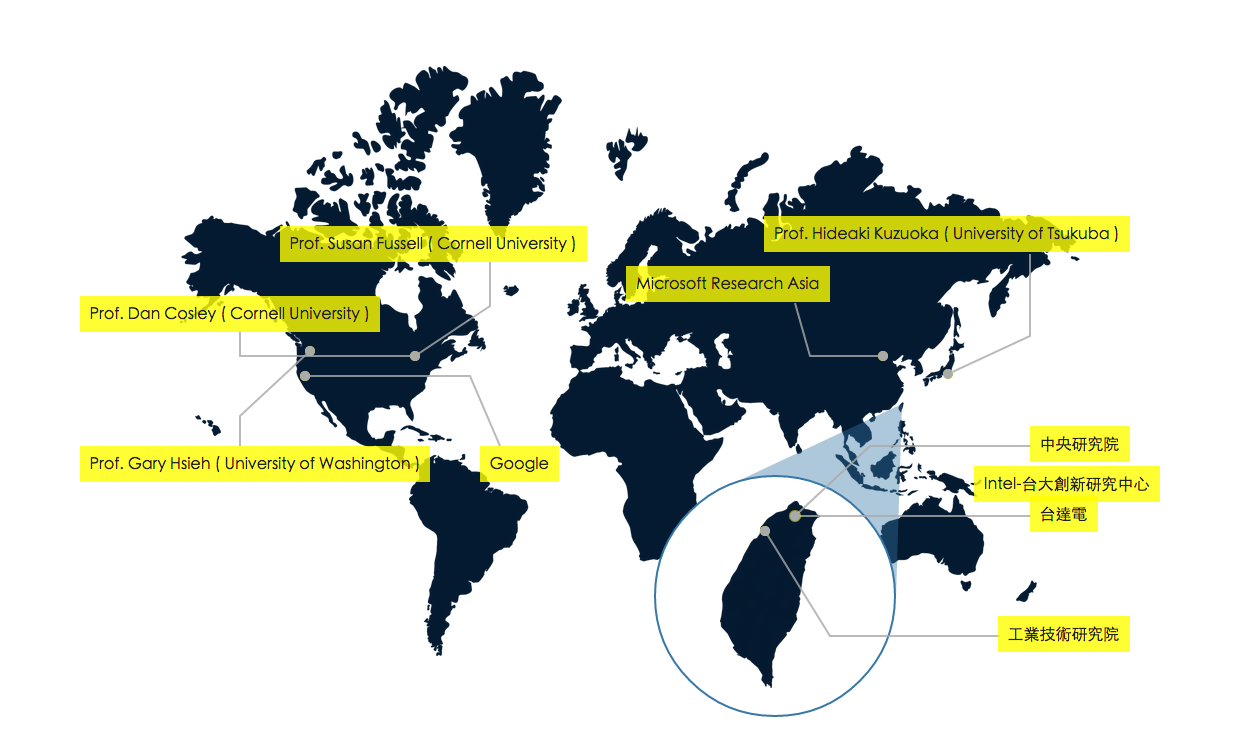 Prof. Susan Fussell ( Cornell University )
Prof. Hideaki Kuzuoka ( University of Tsukuba )
Microsoft Research Asia
Prof. Dan Cosley ( Cornell University )
Prof. Gary Hsieh ( University of Washington )
Google
中央研究院
Intel-台大創新研究中心
台達電
工業技術研究院